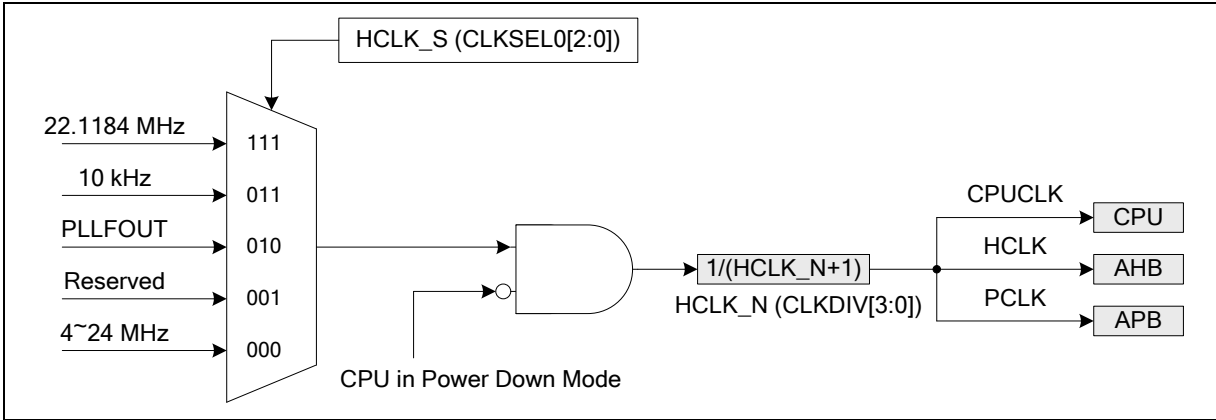 HCLK_S (CLKSEL0[2:0])
22.1184 MHz
111
10 kHz
011
PLLFOUT
010
Reserved
001
4~24 MHz
000
CPU in Power Down Mode
1/(HCLK_N+1)
HCLK_N (CLKDIV[3:0])
CPUCLK
CPU
HCLK
AHB
PCLK
APB